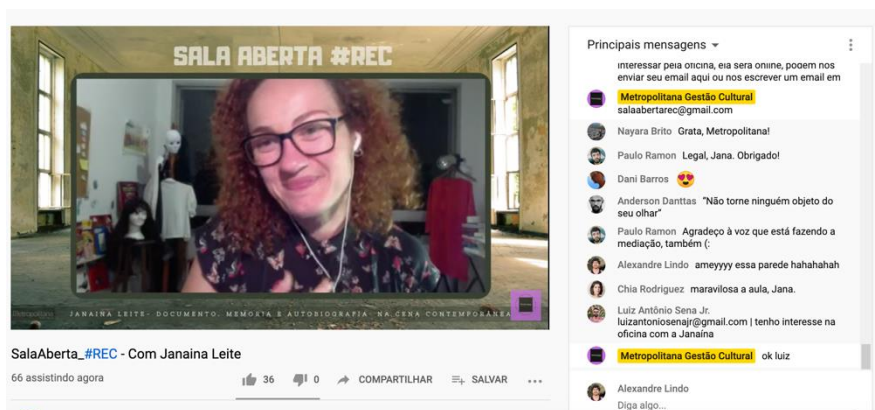 SALA ABERTA #REC
JANAINA LEITE- DOCUMENTO, MEMORIA E AUTOBIOGRAFIA NA CENA CONTEMPORÂNEA
SalaAberta_#REC - Com Janaina Leite
66 assistindo agora
36
0
COMPARTILHAR
SALVAR
Principais mensagens
interessar pela oficina, ela será online, podem nos
enviar seu email aqui ou nos escrever um email em
Metropolitana Gestão Cultural
salaabertarec@gmail.com
Nayara Brito Grata, Metropolitana!
Paulo Ramon Legal, Jana. Obrigado!
Dani Barros 😍
Anderson Danttas "Não torne ninguém objeto do
seu olhar"
Paulo Ramon Agradeço à voz que está fazendo a
mediação, também (:
Alexandre Lindo ameyyyy essa parede hahahahah
Chia Rodriguez maravilosa a aula, Jana.
Luiz Antônio Sena Jr.
luizantoniosenajr@gmail.com | tenho interesse na
oficina com a Janaína
Metropolitana Gestão Cultural ok luiz
Alexandre Lindo
Diga algo...